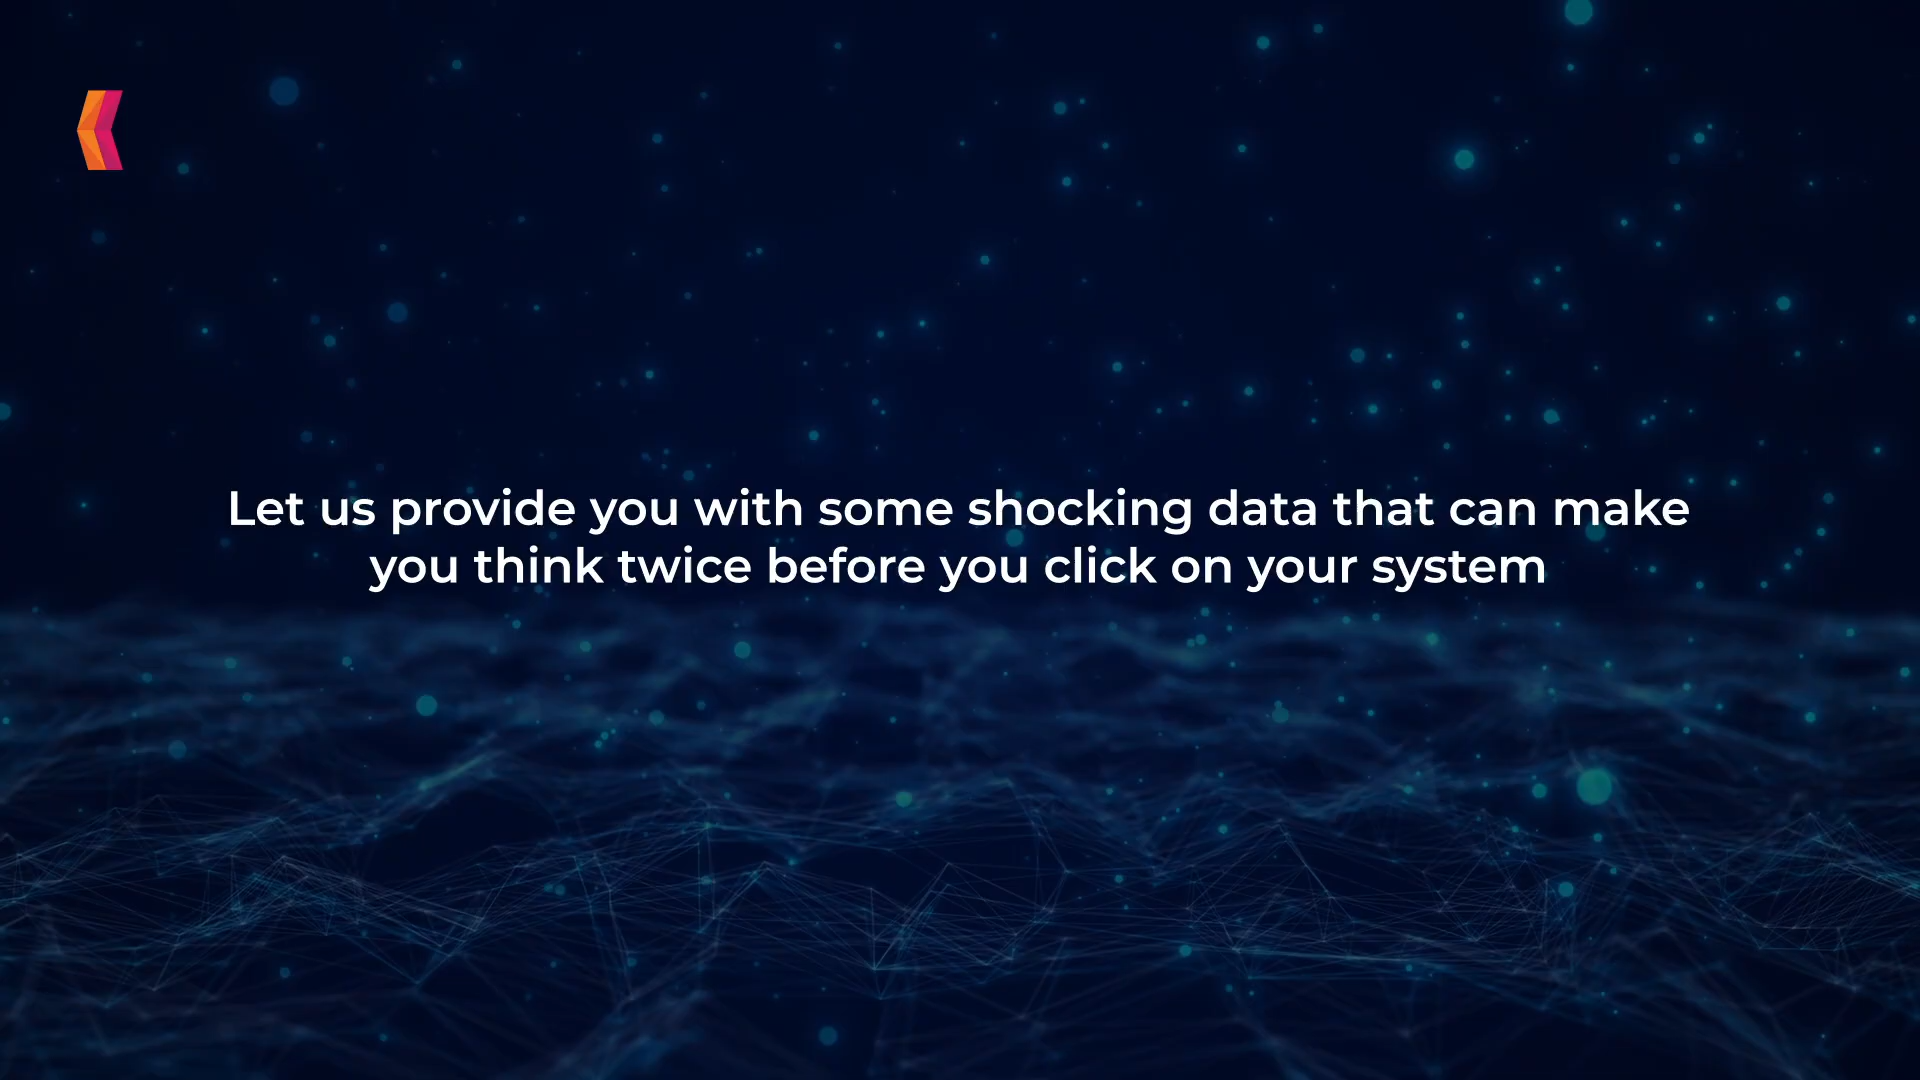 Let us provide you with some shocking data that can make
you think twice before you click on your system